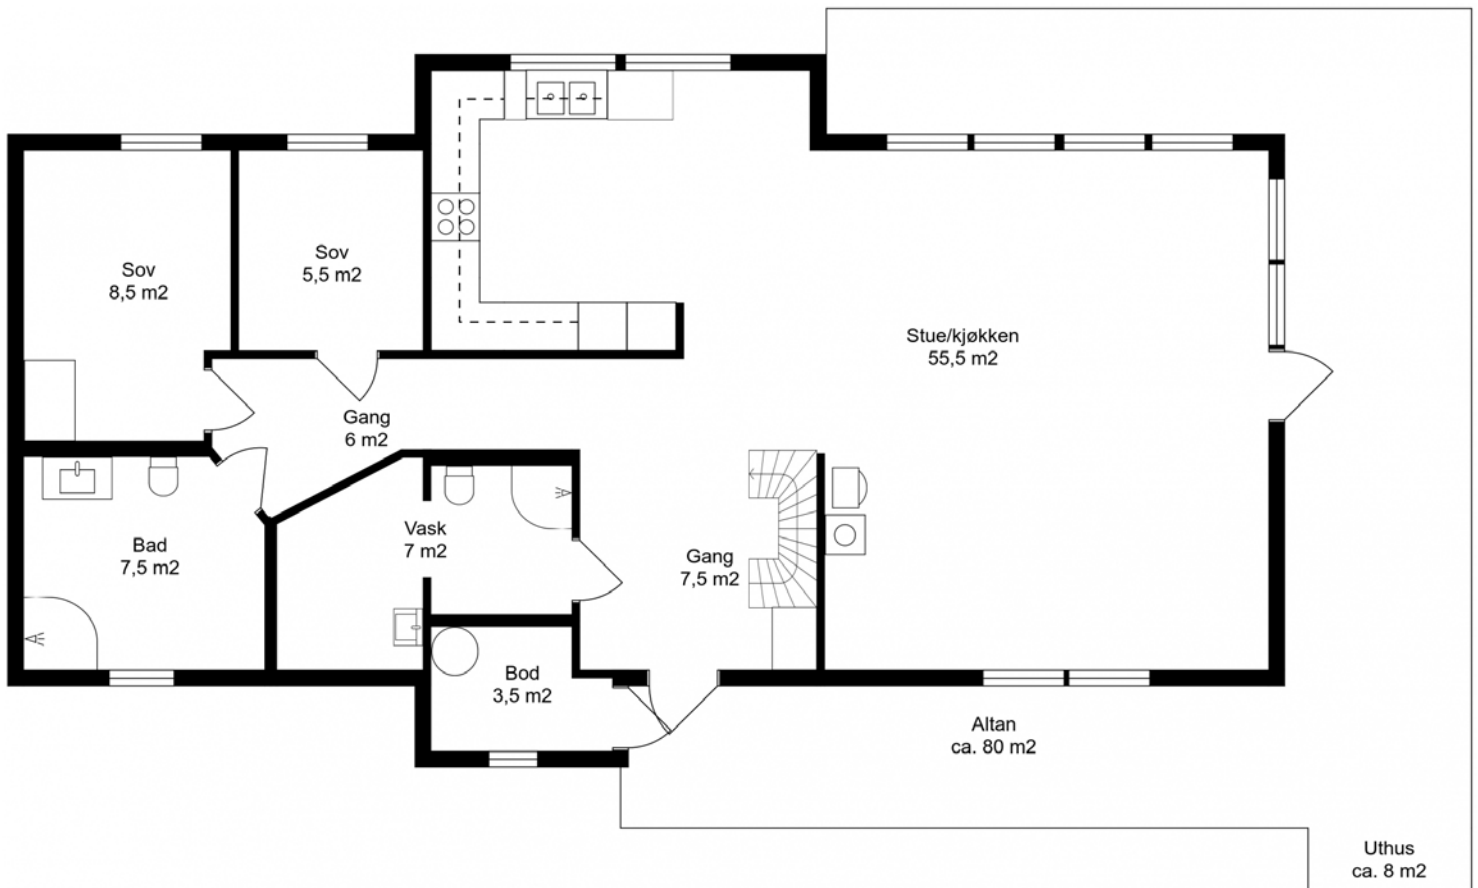 Sov
8,5 m2
Sov
5,5 m2
Stue/kjøkken
55,5 m2
Gang
6 m2
Vask
7 m2
Bad
7,5 m2
Gang
7,5 m2
Bod
3,5 m2
Altan
ca. 80 m2
Uthus
ca. 8 m2